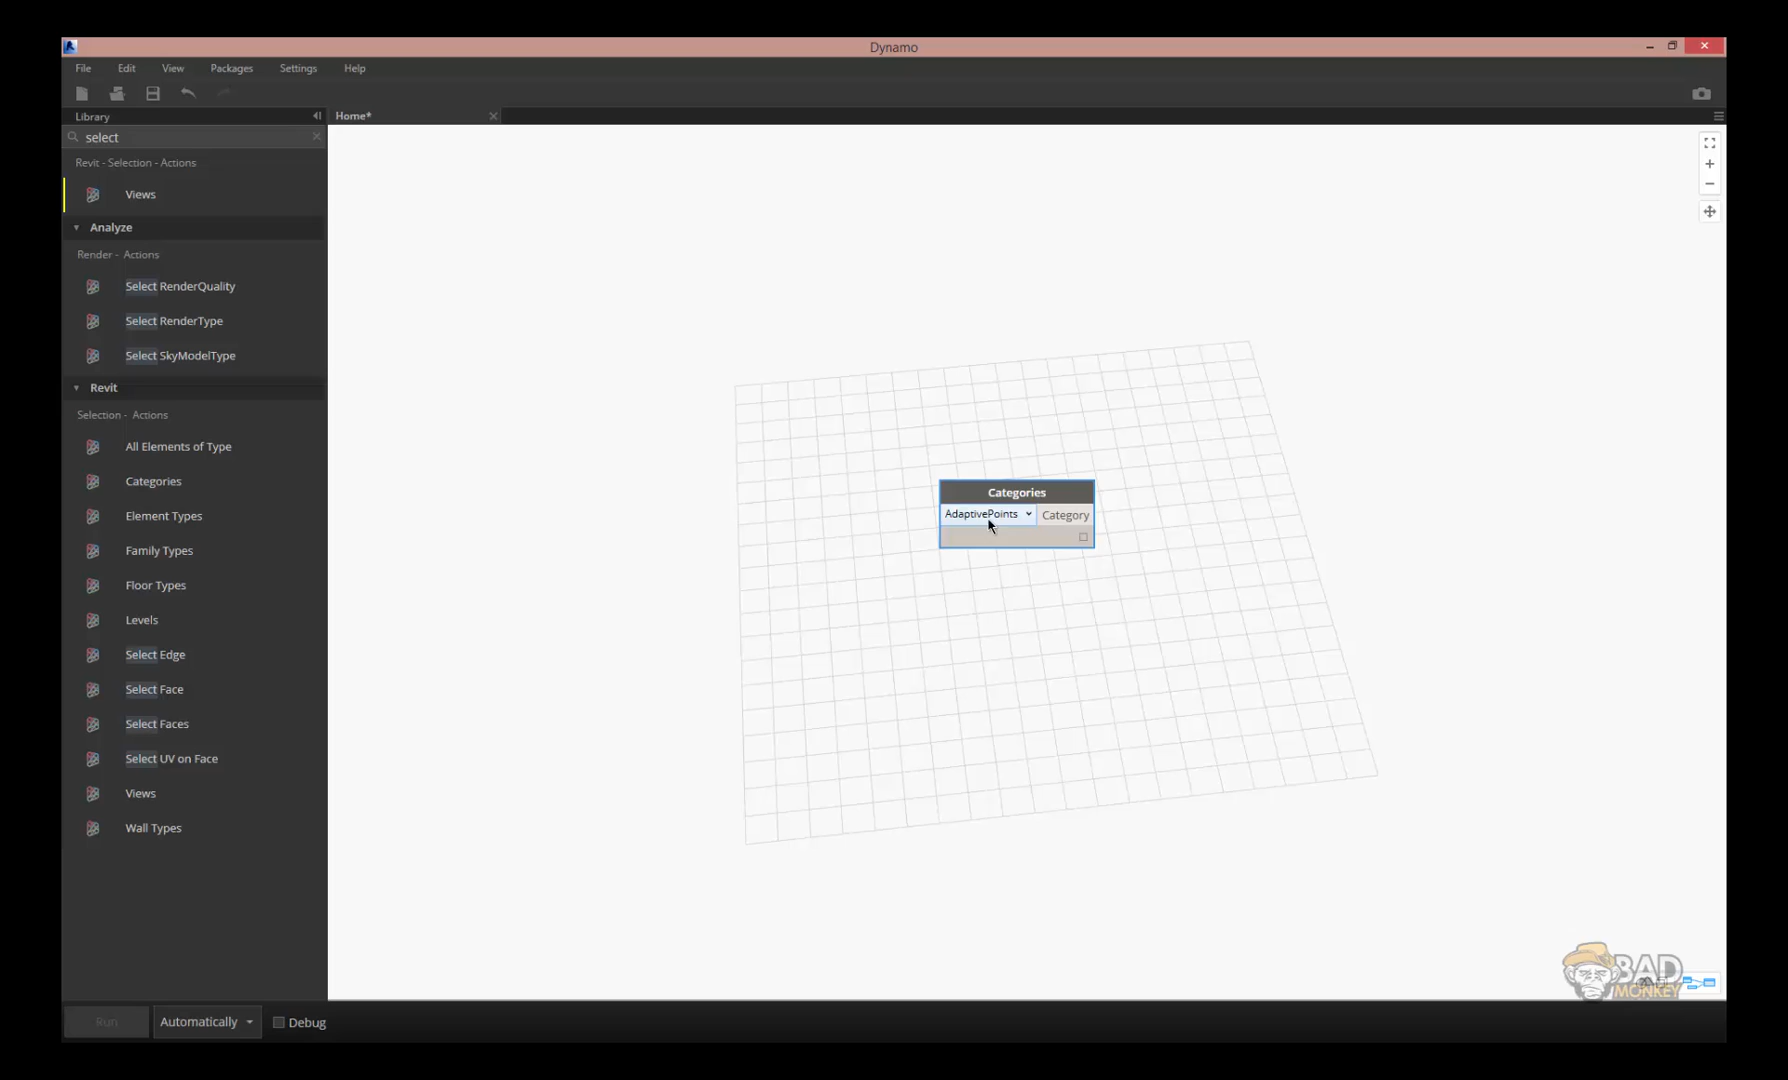 Dynamo
File Edit View Packages Settings Help
Library
Home*
select
Revit - Selection - Actions
Views
Analyze
Render - Actions
Select RenderQuality
Select RenderType
Select SkyModelType
Revit
Selection - Actions
All Elements of Type
Categories
Element Types
Family Types
Floor Types
Levels
Select Edge
Select Face
Select Faces
Select UV on Face
Views
Wall Types
Categories
AdaptivePoints Category
BAD
MONKEY
Run Automatically Debug